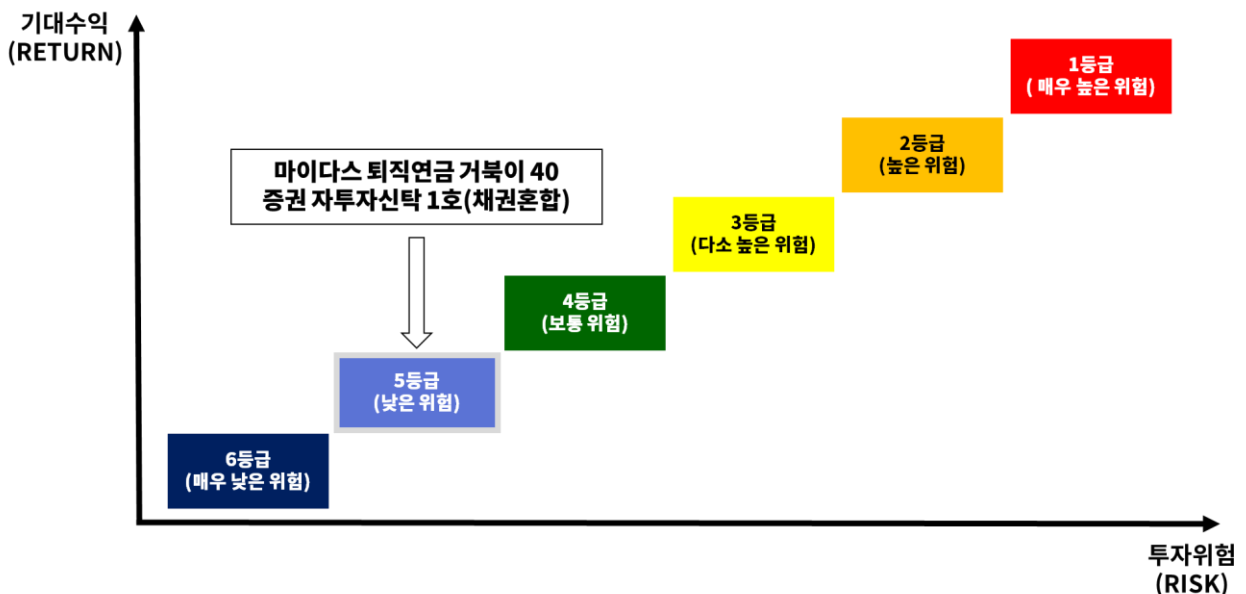 기대수익
(RETURN)
1등급
( 매우 높은 위험)
2등급
(높은 위험)
마이다스 퇴직연금 거북이 40
증권 자투자신탁 1호(채권혼합)
3등급
(다소 높은 위험)
4등급
(보통 위험)
5등급
(낮은 위험)
6등급
(매우 낮은 위험)
투자위험
(RISK)